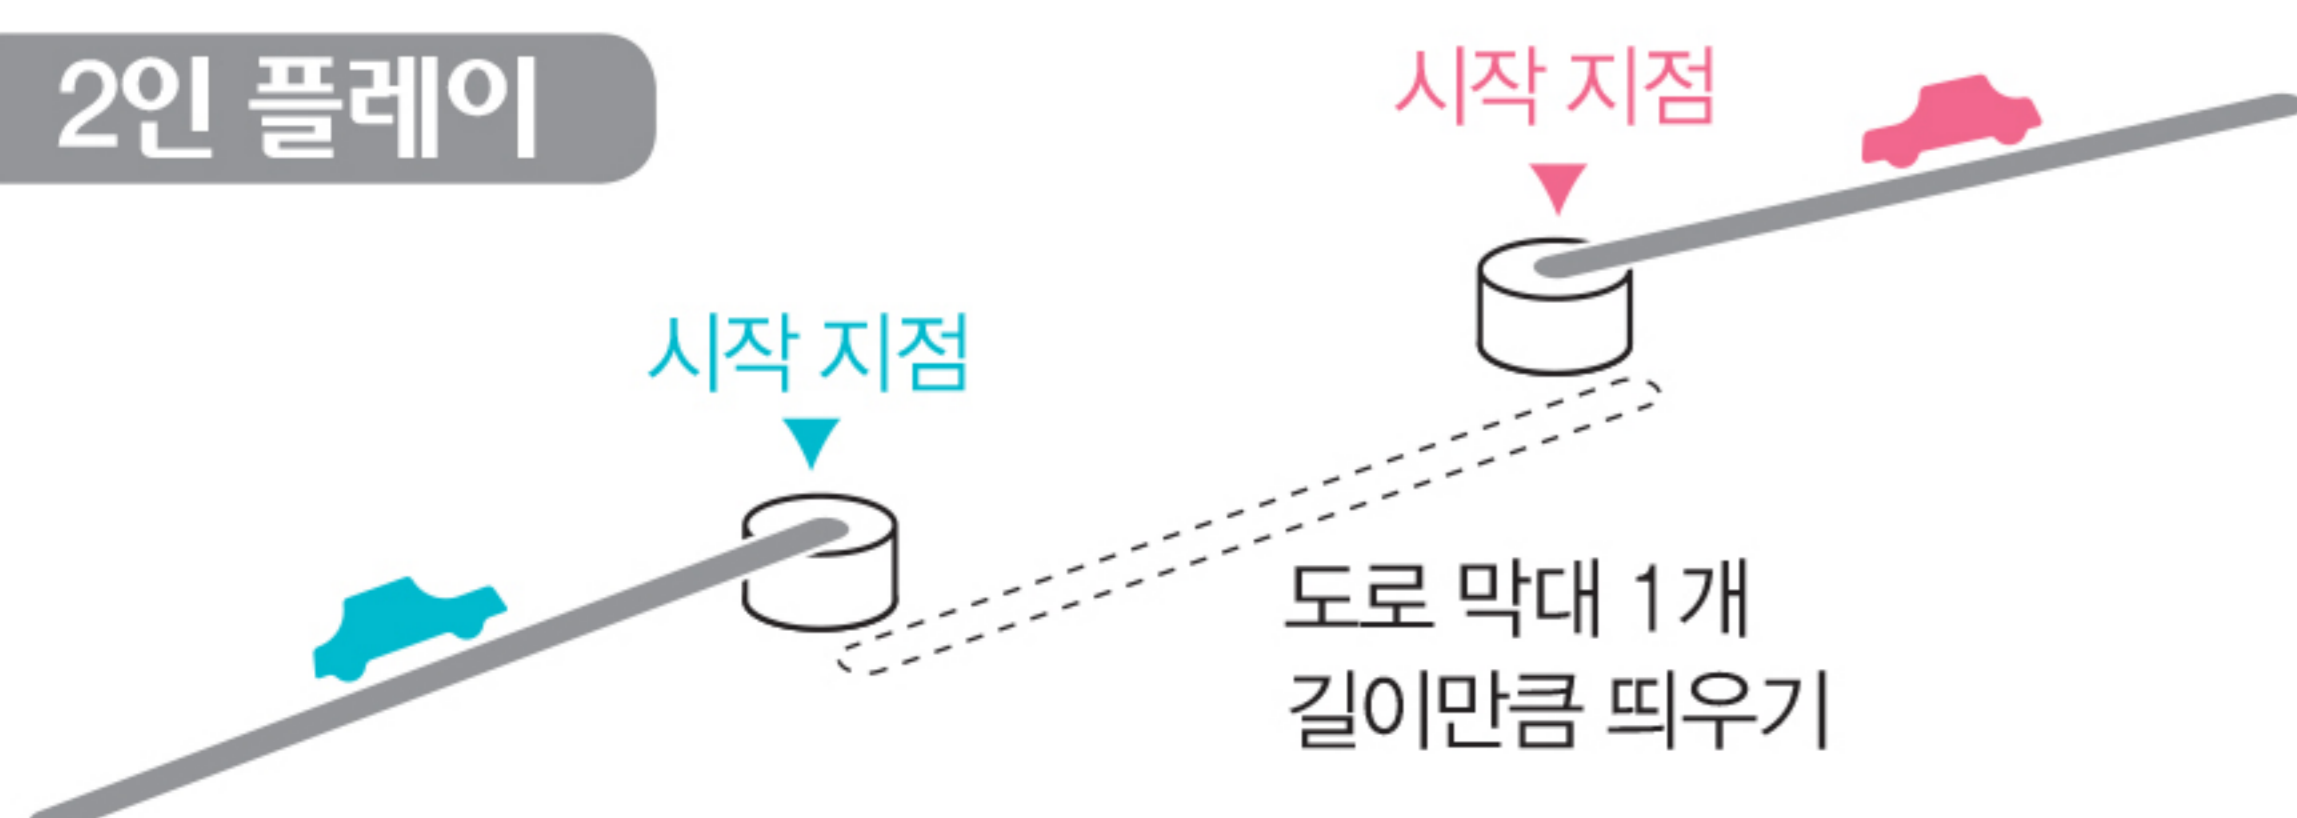 2인 플레이
시작 지점
시작 지점
도로 막대 1개
길이만큼 띄우기